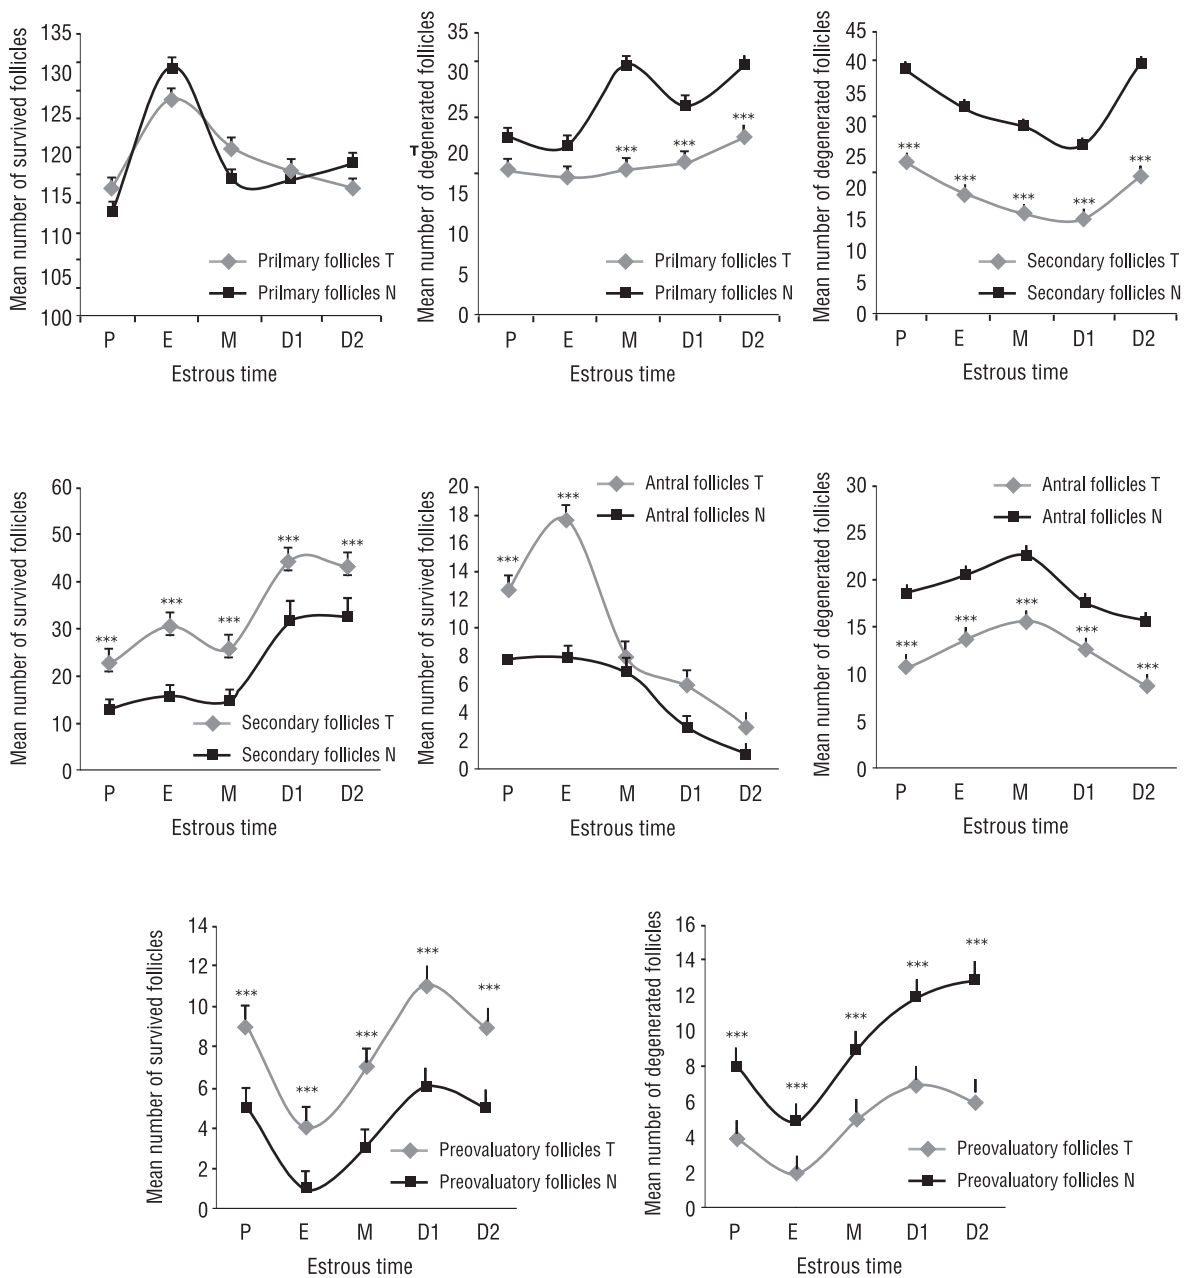 Mean number of survived follicles
135
130
125
120
115
110
105
100
P E M D1 D2
Estrous time
Prilmary follicles T
Prilmary follicles N
Mean number of degenerated follicles
35
30
25
20
15
10
5
0
*** *** ***
P E M D1 D2
Estrous time
Prilmary follicles T
Prilmary follicles N
Mean number of degenerated follicles
45
40
35
30
25
20
15
10
5
0
*** *** *** *** ***
P E M D1 D2
Estrous time
Secondary follicles T
Secondary follicles N
Mean number of survived follicles
60
50
40
30
20
10
0
*** *** *** *** ***
P E M D1 D2
Estrous time
Secondary follicles T
Secondary follicles N
Mean number of survived follicles
20
18
16
14
12
10
8
6
4
2
0
*** ***
P E M D1 D2
Estrous time
Antral follicles T
Antral follicles N
Mean number of degenerated follicles
30
25
20
15
10
5
0
*** *** *** *** ***
P E M D1 D2
Estrous time
Antral follicles T
Antral follicles N
Mean number of survived follicles
14
12
10
8
6
4
2
0
*** *** *** *** ***
P E M D1 D2
Estrous time
Preovaluatory follicles T
Preovaluatory follicles N
Mean number of degenerated follicles
16
14
12
10
8
6
4
2
0
*** *** *** *** ***
P E M D1 D2
Estrous time
Preovaluatory follicles T
Preovaluatory follicles N